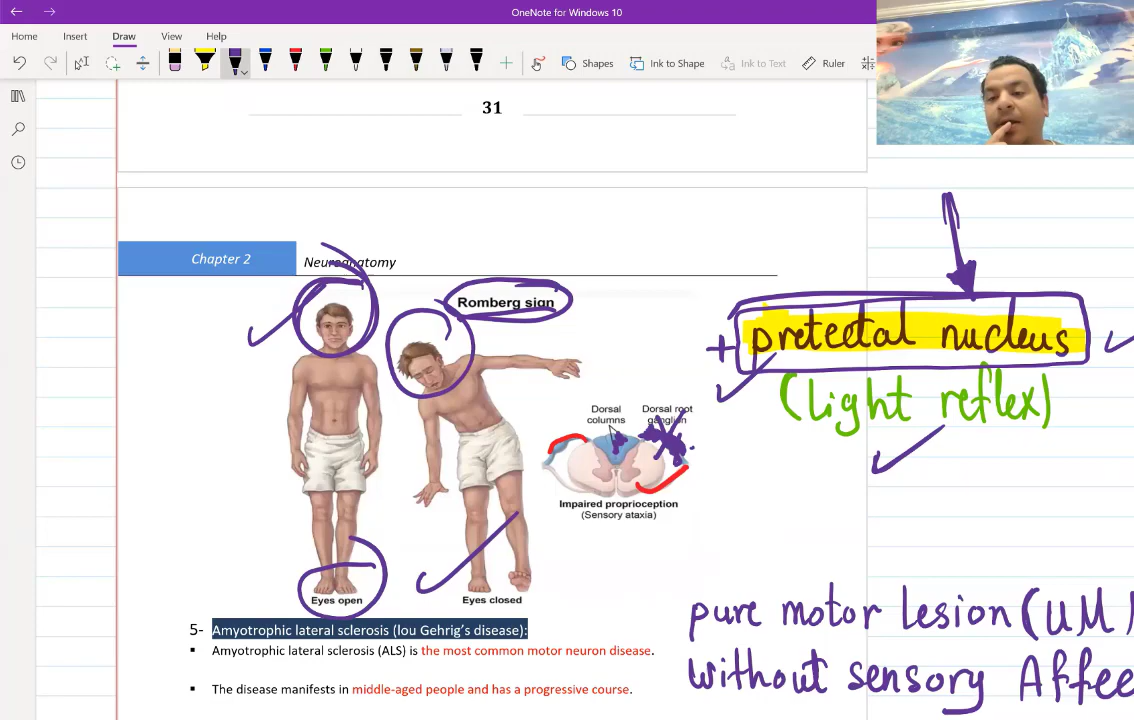 OneNote for Windows 10
Home Insert Draw View Help
Shapes Ink to Shape Ink to Text Ruler
31
Chapter 2 Neuroanatomy
Romberg sign
+ pretectal nucleus
(light reflex)
Dorsal columns
Dorsal root ganglion
Impaired proprioception
(Sensory ataxia)
Eyes open Eyes closed
pure motor lesion (UM)
without sensory Affee
5- Amyotrophic lateral sclerosis (lou Gehrig's disease):
▪ Amyotrophic lateral sclerosis (ALS) is the most common motor neuron disease.
▪ The disease manifests in middle-aged people and has a progressive course.